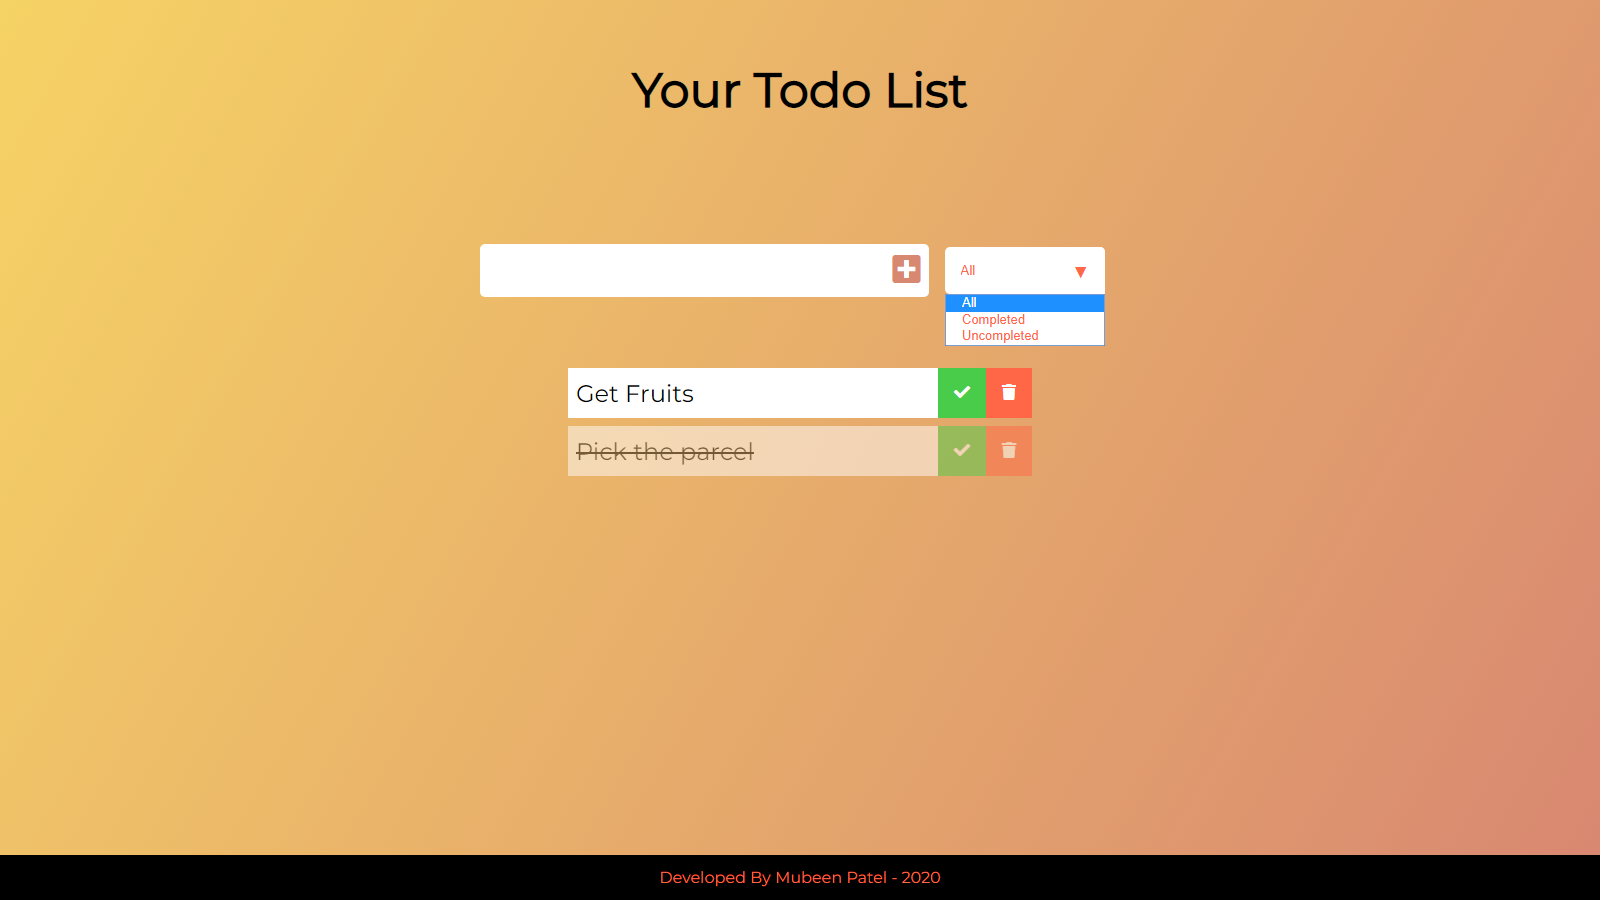 Your Todo List
All
All
Completed
Uncompleted
Get Fruits
Pick the parcel
Developed By Mubeen Patel - 2020